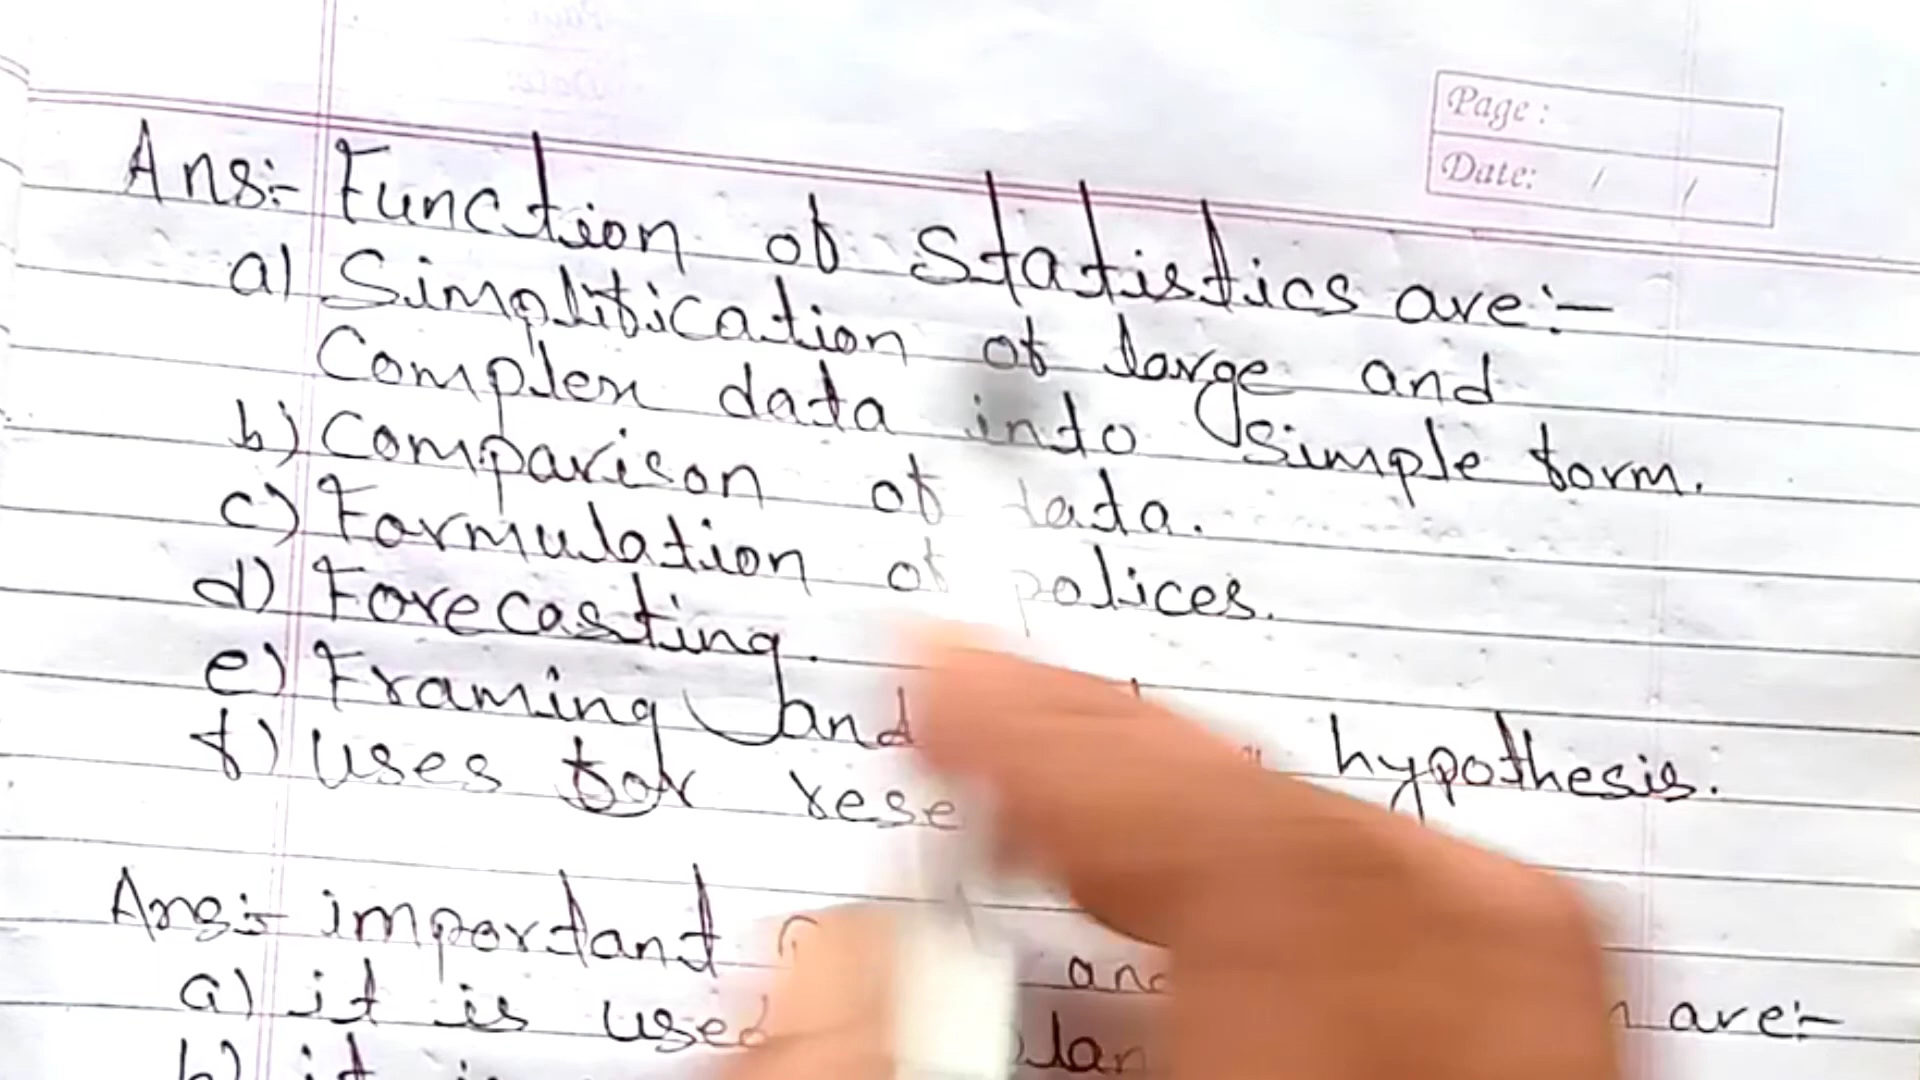 Page :
Date: / /
Ans:- Function of Statistics are:-
a) Simplification of large and
Complex data into simple form.
b) Comparison of data.
c) Formulation of polices.
d) Forecasting.
e) Framing and hypothesis.
f) Uses for
Ans:- important are:-
a) it is used
b) it